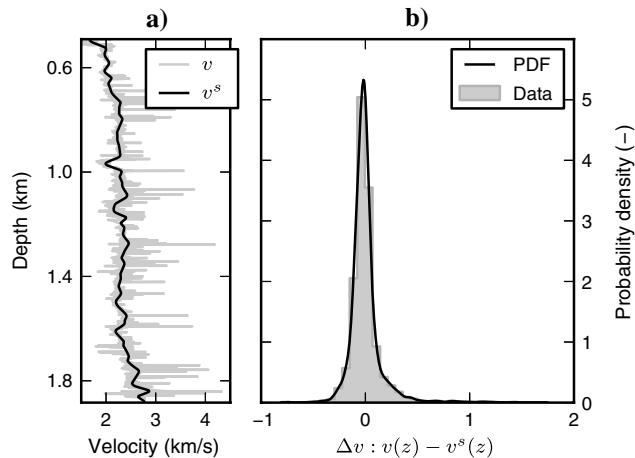 a)
b)
v
v^s
PDF
Data
0.6
1.0
1.4
1.8
Depth (km)
2 3 4
Velocity (km/s)
5
4
3
2
1
0
Probability density (−)
−1 0 1 2
Δv : v(z) − v^s(z)